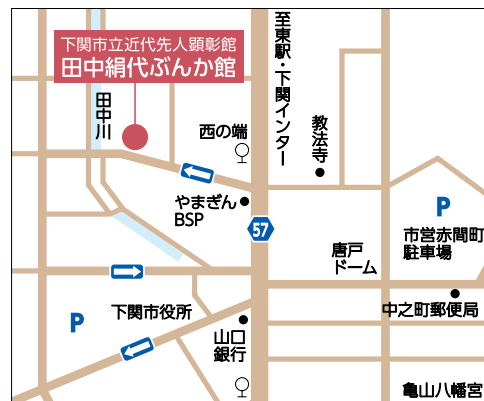 下関市立近代先人顕彰館
田中絹代ぶんか館
至東駅・下関インター
田中川
西の端
教法寺
やまぎん
BSP
57
P
市営赤間町
駐車場
唐戸
ドーム
中之町郵便局
下関市役所
P
山口
銀行
亀山八幡宮